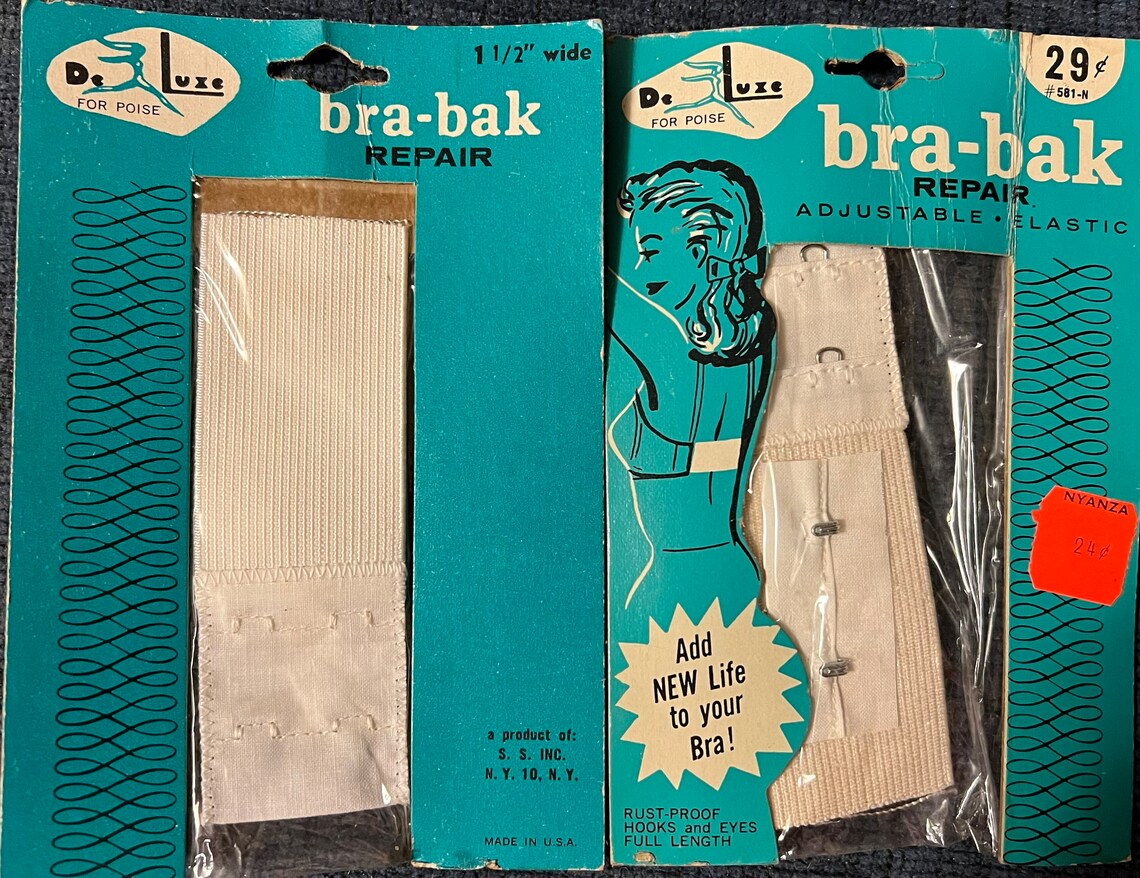 De Luxe
FOR POISE
1 1/2" wide
bra-bak
REPAIR
a product of:
S. S. INC.
N. Y. 10, N. Y.
MADE IN U.S.A.
De Luxe
FOR POISE
29¢
#581-N
bra-bak
REPAIR
ADJUSTABLE • ELASTIC
NYANZA
24¢
Add
NEW Life
to your
Bra!
RUST-PROOF
HOOKS and EYES
FULL LENGTH